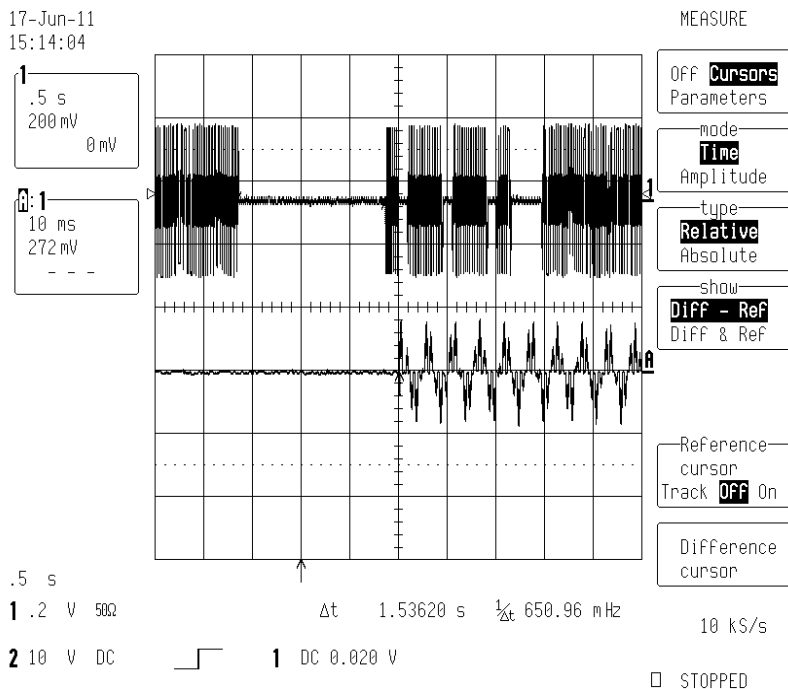 17-Jun-11
15:14:04
1
.5 s
200 mV
0 mV
A:1
10 ms
272 mV
- - -
1
A
MEASURE
Off Cursors
Parameters
mode
Time
Amplitude
type
Relative
Absolute
show
Diff - Ref
Diff & Ref
Reference
cursor
Track Off On
Difference
cursor
.5 s
1 .2 V 50Ω
Δt 1.53620 s 1/Δt 650.96 mHz
10 kS/s
2 10 V DC
1 DC 0.020 V
STOPPED